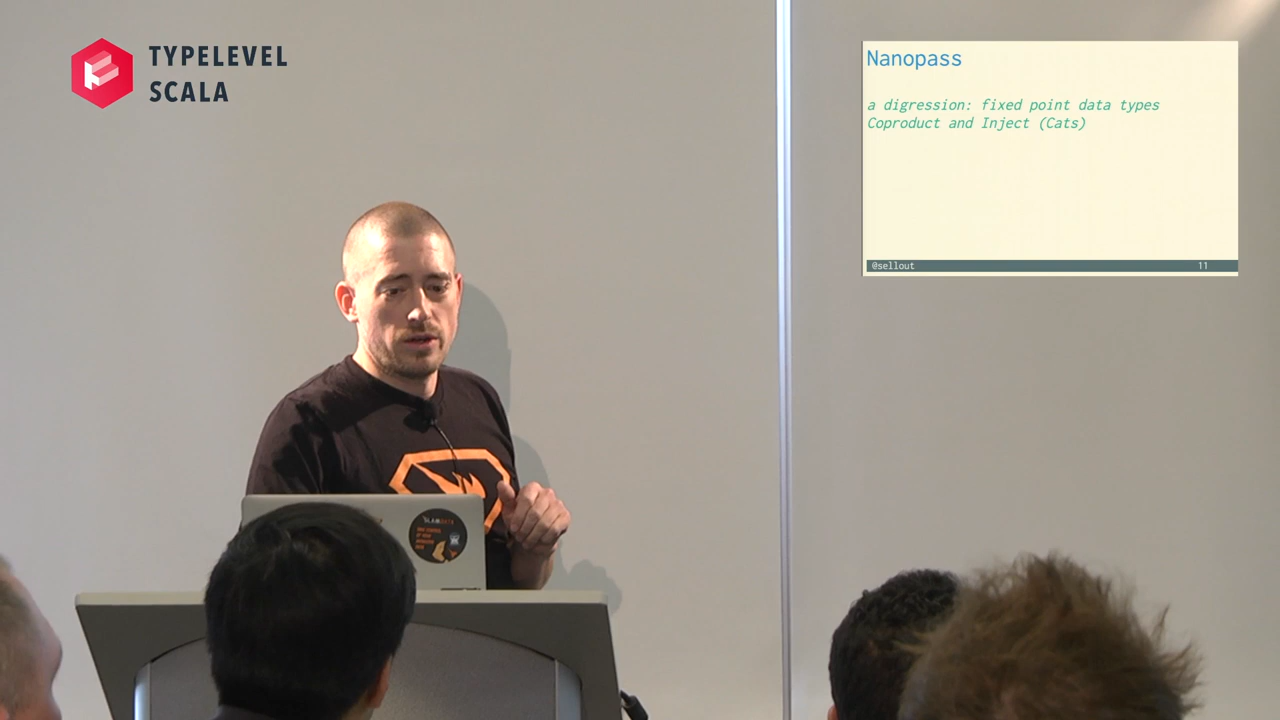 TYPELEVEL
SCALA
Nanopass
a digression: fixed point data types
Coproduct and Inject (Cats)
@sellout
11